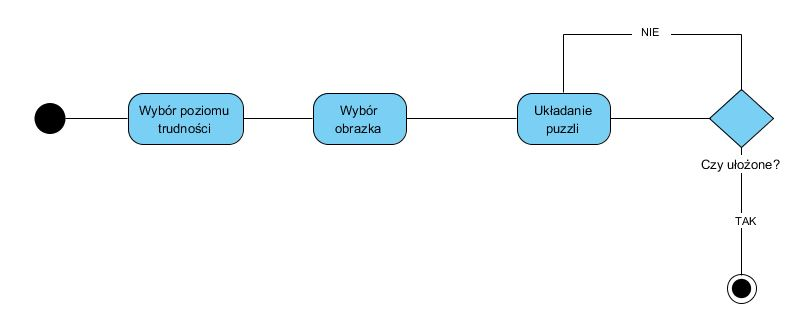 NIE
Wybór poziomu
trudności
Wybór
obrazka
Układanie
puzzli
Czy ułożone?
TAK